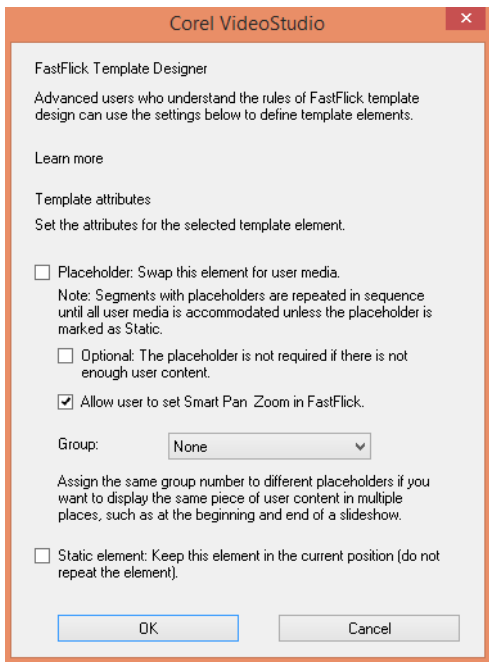 Corel VideoStudio
FastFlick Template Designer
Advanced users who understand the rules of FastFlick template
design can use the settings below to define template elements.
Learn more
Template attributes
Set the attributes for the selected template element.
Placeholder: Swap this element for user media.
Note: Segments with placeholders are repeated in sequence
until all user media is accommodated unless the placeholder is
marked as Static.
Optional: The placeholder is not required if there is not
enough user content.
Allow user to set Smart Pan Zoom in FastFlick.
Group: None
Assign the same group number to different placeholders if you
want to display the same piece of user content in multiple
places, such as at the beginning and end of a slideshow.
Static element: Keep this element in the current position (do not
repeat the element).
OK Cancel